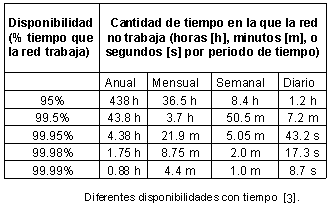 Disponibilidad
(% tiempo que
la red trabaja)
Cantidad de tiempo en la que la red
no trabaja (horas [h], minutos [m], o
segundos [s] por periodo de tiempo)
Anual Mensual Semanal Diario
95% 438 h 36.5 h 8.4 h 1.2 h
99.5% 43.8 h 3.7 h 50.5 m 7.2 m
99.95% 4.38 h 21.9 m 5.05 m 43.2 s
99.98% 1.75 h 8.75 m 2.0 m 17.3 s
99.99% 0.88 h 4.4 m 1.0 m 8.7 s
Diferentes disponibilidades con tiempo [3].